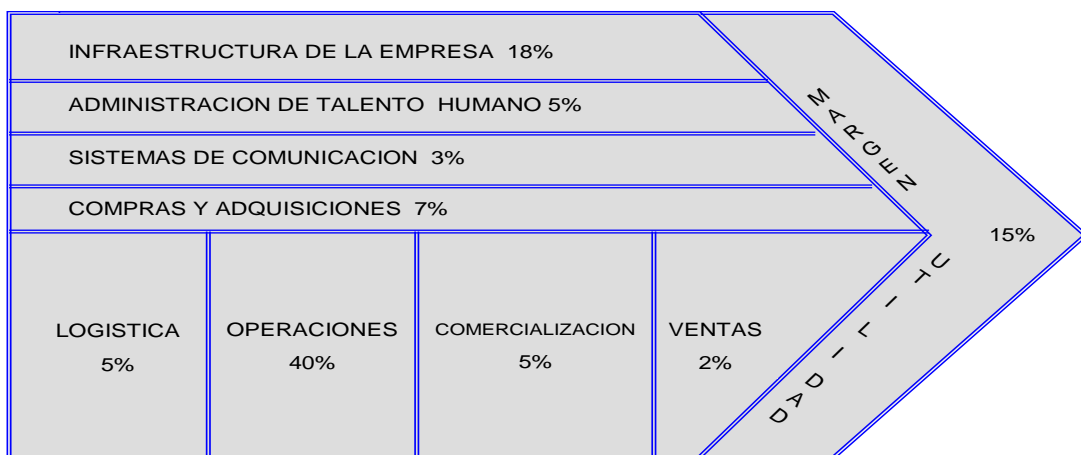 INFRAESTRUCTURA DE LA EMPRESA 18%
ADMINISTRACION DE TALENTO HUMANO 5%
SISTEMAS DE COMUNICACION 3%
COMPRAS Y ADQUISICIONES 7%
MARGEN
UTILIDAD
15%
LOGISTICA
5%
OPERACIONES
40%
COMERCIALIZACION
5%
VENTAS
2%